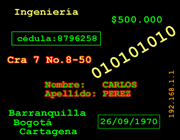 Ingenieria
$500.000
cédula:8796258
Cra 7 No.8-50
010101010
192.168.1.1
Nombre: CARLOS
Apellido: PEREZ
Barranquilla
Bogotá
Cartagena
26/09/1970